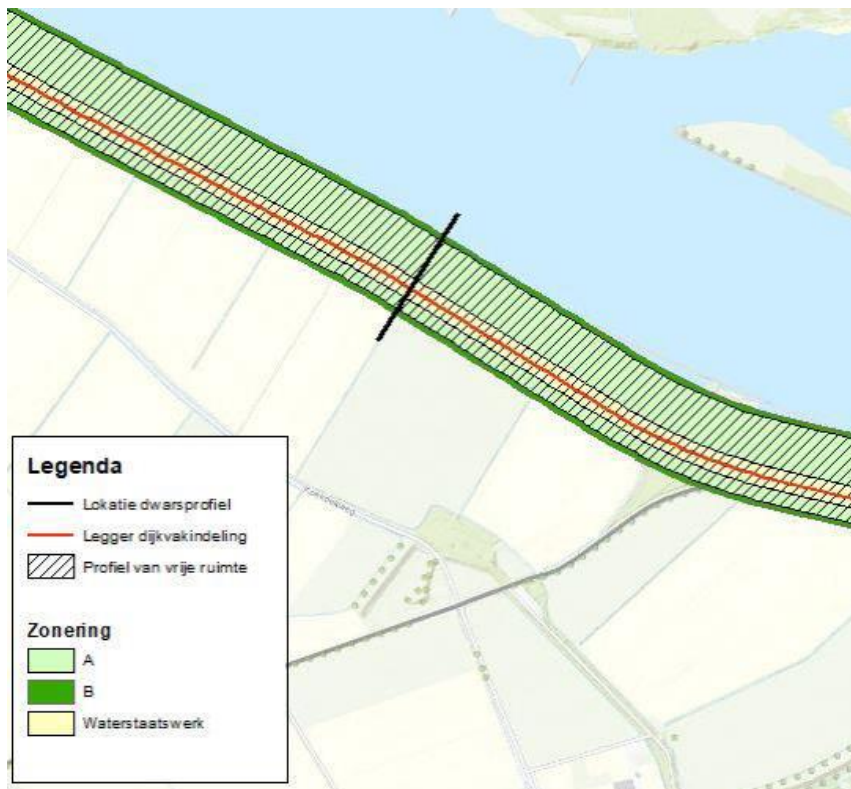 Legenda
Lokatie dwarsprofiel
Legger dijkvakindeling
Profiel van vrije ruimte
Zonering
A
B
Waterstaatswerk